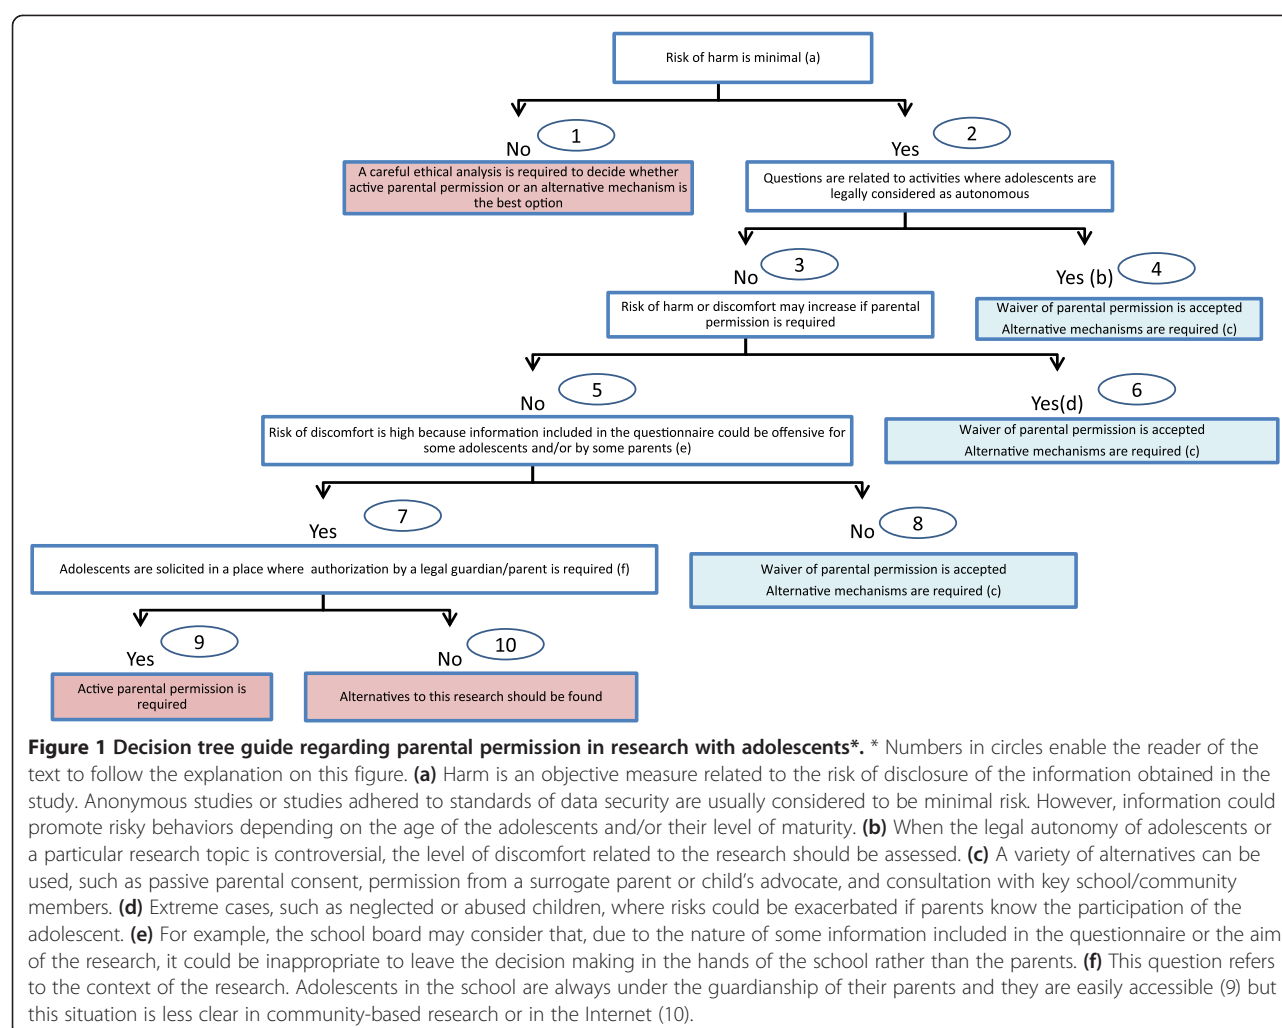 Risk of harm is minimal (a)
1
2
No
Yes
A careful ethical analysis is required to decide whether
active parental permission or an alternative mechanism is
the best option
Questions are related to activities where adolescents are
legally considered as autonomous
3
4
No
Yes (b)
Risk of harm or discomfort may increase if parental
permission is required
Waiver of parental permission is accepted
Alternative mechanisms are required (c)
5
6
No
Yes(d)
Risk of discomfort is high because information included in the questionnaire could be offensive for
some adolescents and/or by some parents (e)
Waiver of parental permission is accepted
Alternative mechanisms are required (c)
7
8
Yes
No
Adolescents are solicited in a place where authorization by a legal guardian/parent is required (f)
Waiver of parental permission is accepted
Alternative mechanisms are required (c)
9
10
Yes
No
Active parental permission is
required
Alternatives to this research should be found
Figure 1 Decision tree guide regarding parental permission in research with adolescents*. * Numbers in circles enable the reader of the
text to follow the explanation on this figure. (a) Harm is an objective measure related to the risk of disclosure of the information obtained in the
study. Anonymous studies or studies adhered to standards of data security are usually considered to be minimal risk. However, information could
promote risky behaviors depending on the age of the adolescents and/or their level of maturity. (b) When the legal autonomy of adolescents or
a particular research topic is controversial, the level of discomfort related to the research should be assessed. (c) A variety of alternatives can be
used, such as passive parental consent, permission from a surrogate parent or child's advocate, and consultation with key school/community
members. (d) Extreme cases, such as neglected or abused children, where risks could be exacerbated if parents know the participation of the
adolescent. (e) For example, the school board may consider that, due to the nature of some information included in the questionnaire or the aim
of the research, it could be inappropriate to leave the decision making in the hands of the school rather than the parents. (f) This question refers
to the context of the research. Adolescents in the school are always under the guardianship of their parents and they are easily accessible (9) but
this situation is less clear in community-based research or in the Internet (10).